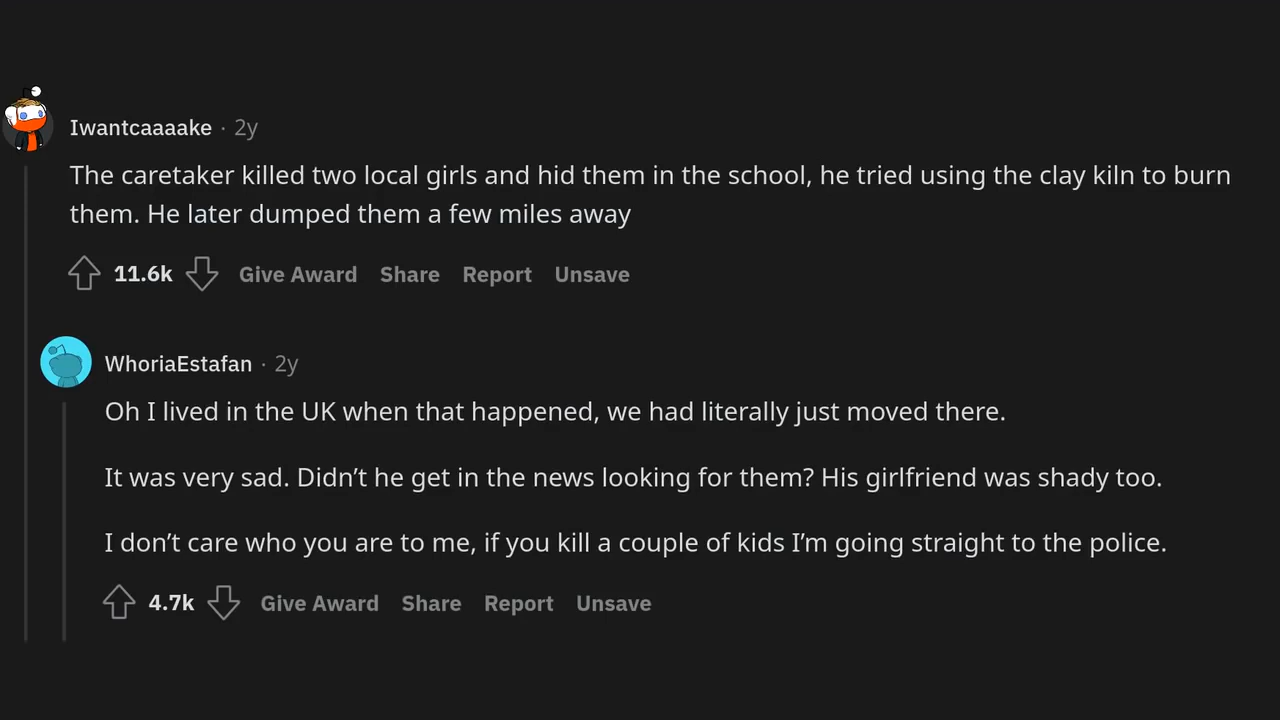 Iwantcaaaake · 2y
The caretaker killed two local girls and hid them in the school, he tried using the clay kiln to burn
them. He later dumped them a few miles away
11.6k Give Award Share Report Unsave
WhoriaEstafan · 2y
Oh I lived in the UK when that happened, we had literally just moved there.
It was very sad. Didn’t he get in the news looking for them? His girlfriend was shady too.
I don’t care who you are to me, if you kill a couple of kids I’m going straight to the police.
4.7k Give Award Share Report Unsave